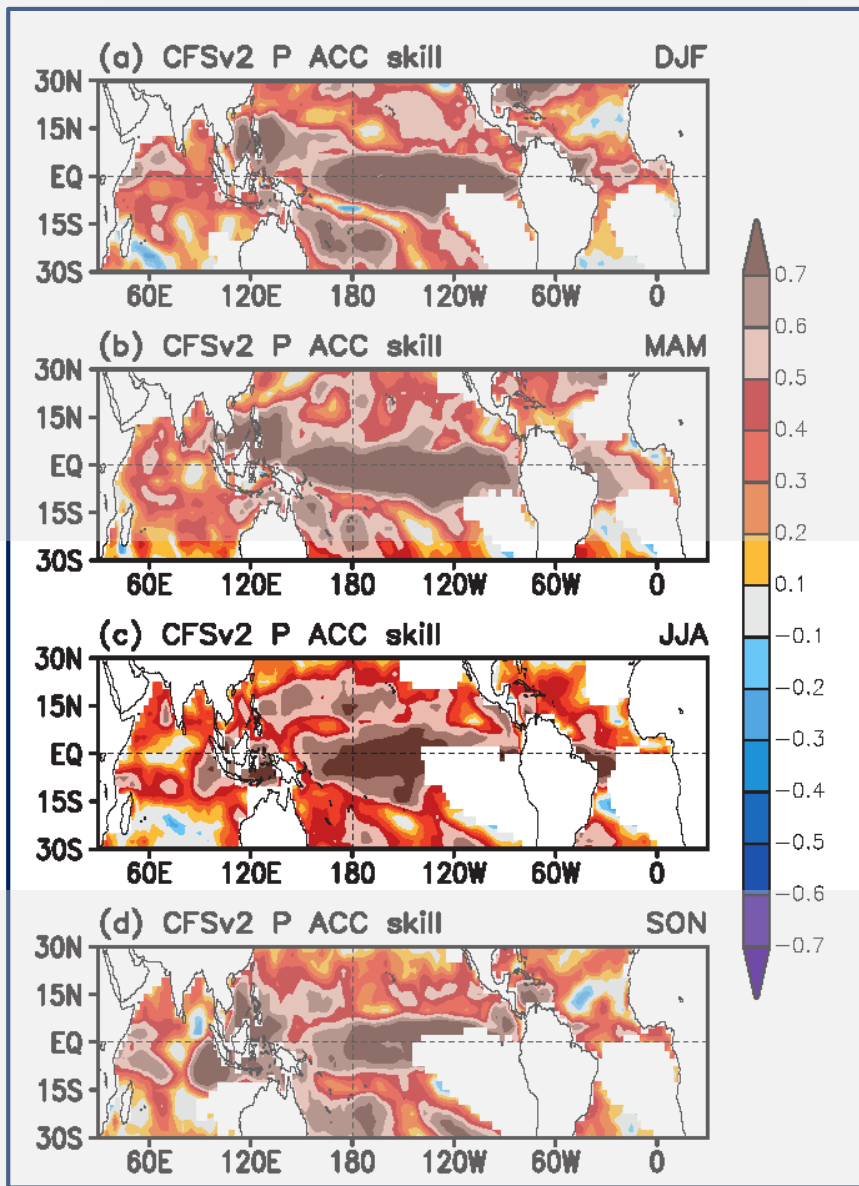 (a) CFSv2 P ACC skill DJF
30N
15N
EQ
15S
30S
60E 120E 180 120W 60W 0
(b) CFSv2 P ACC skill MAM
30N
15N
EQ
15S
30S
60E 120E 180 120W 60W 0
(c) CFSv2 P ACC skill JJA
30N
15N
EQ
15S
30S
60E 120E 180 120W 60W 0
(d) CFSv2 P ACC skill SON
30N
15N
EQ
15S
30S
60E 120E 180 120W 60W 0
0.7
0.6
0.5
0.4
0.3
0.2
0.1
−0.1
−0.2
−0.3
−0.4
−0.5
−0.6
−0.7